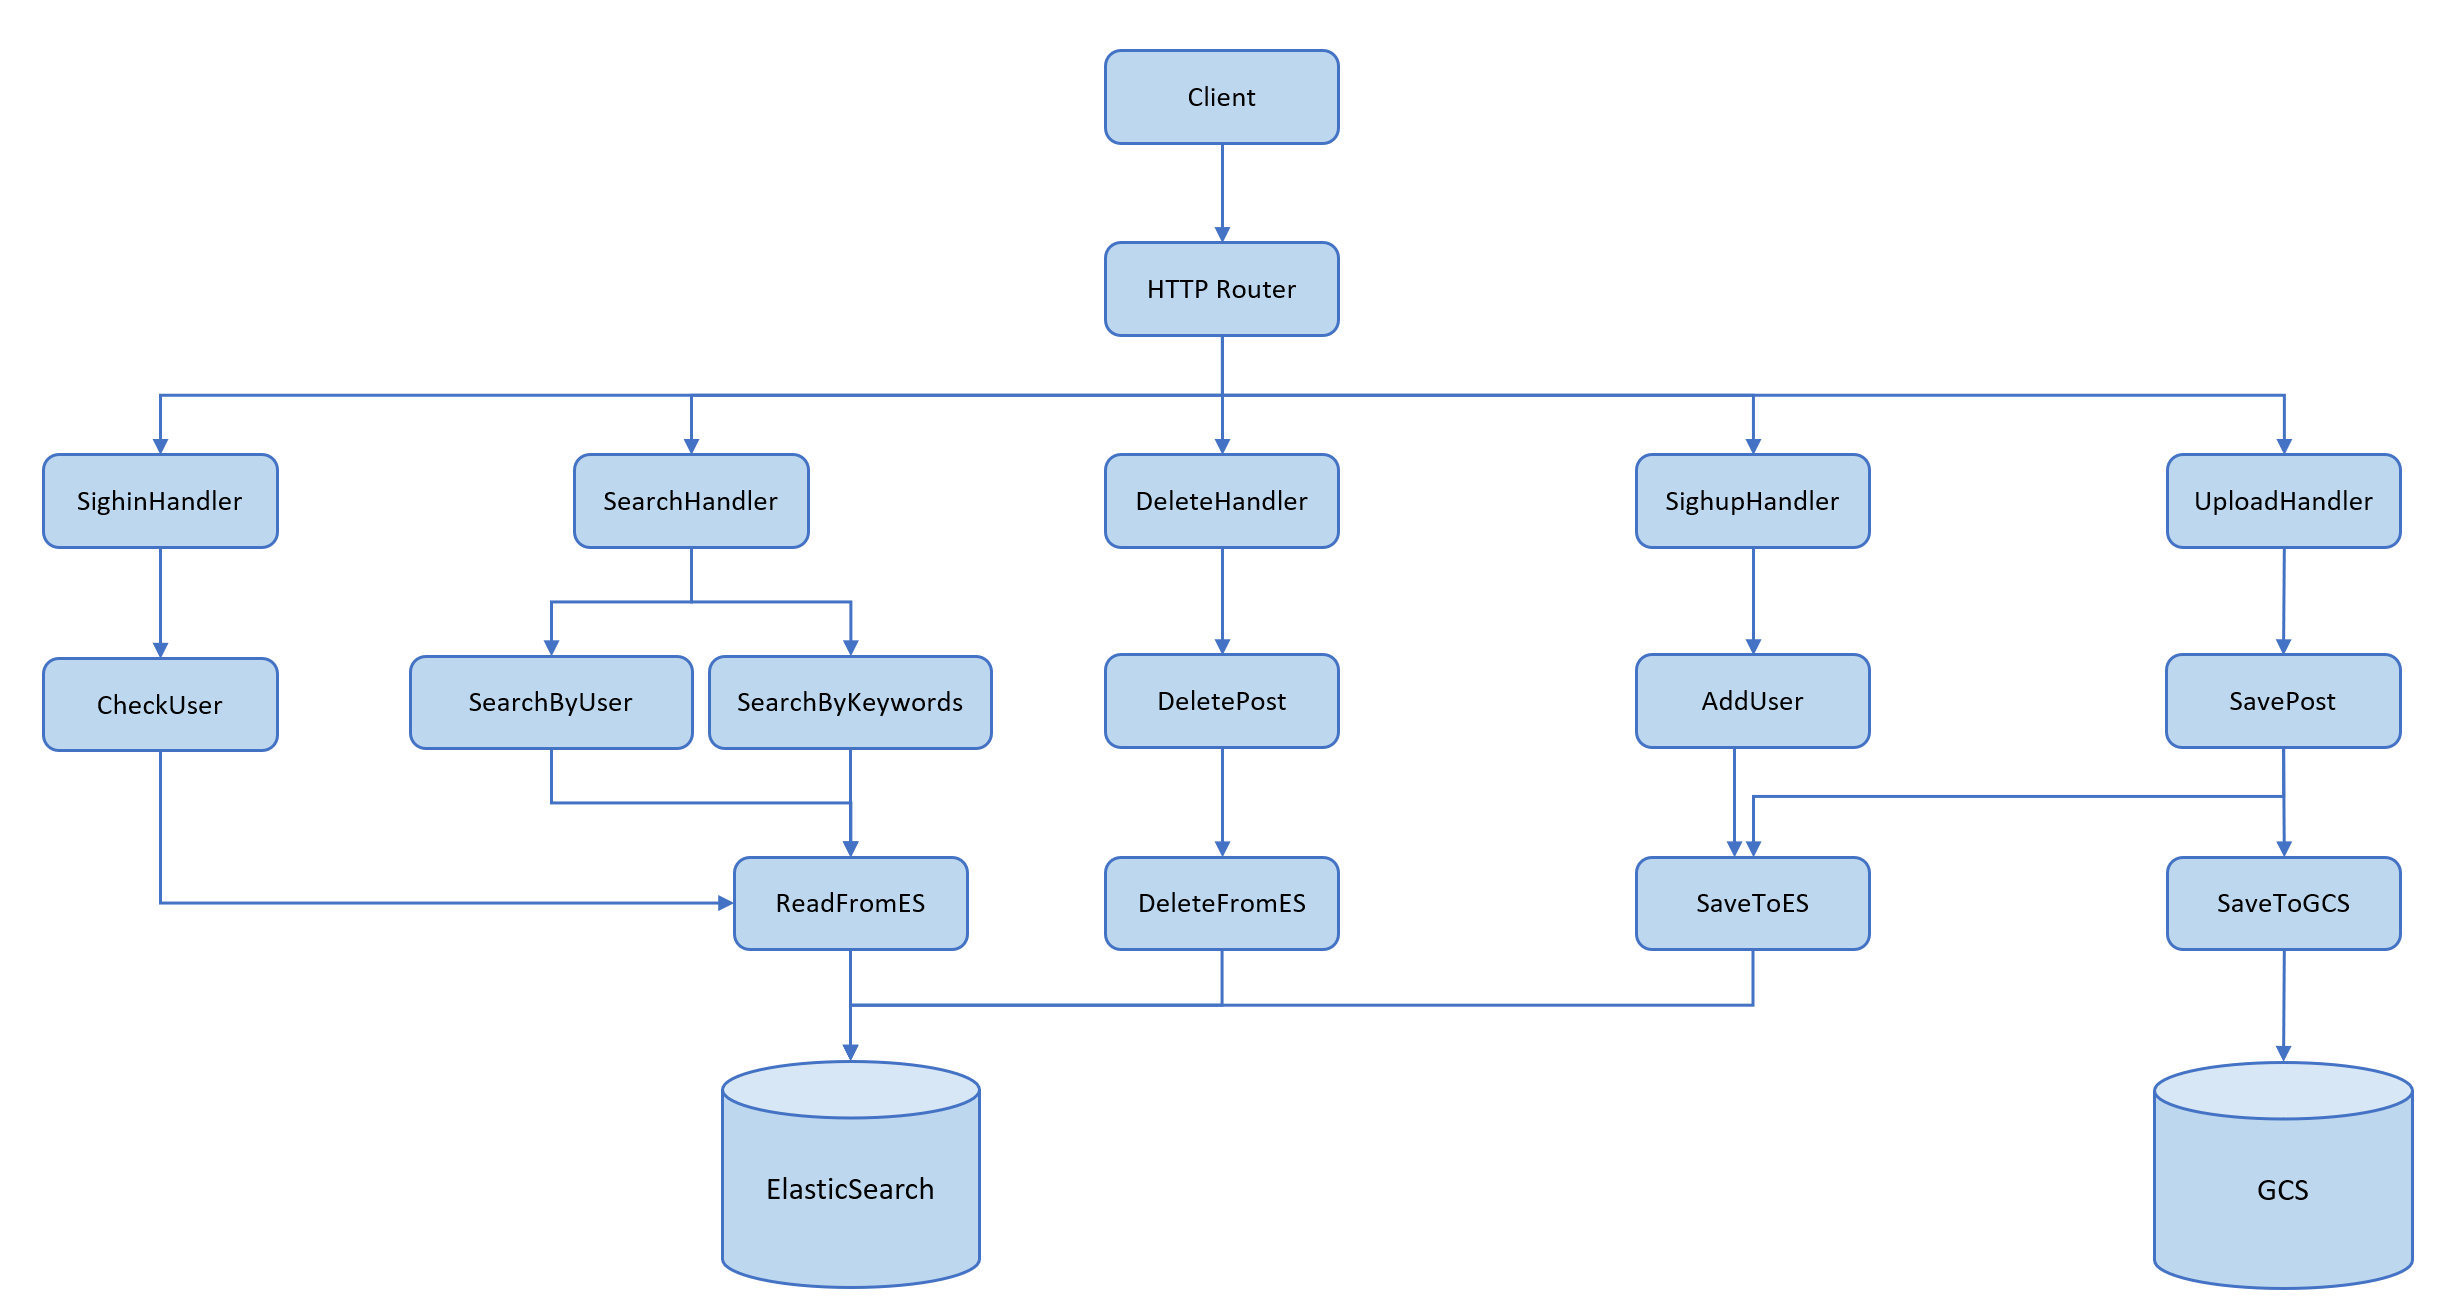 Client
HTTP Router
SighinHandler
SearchHandler
DeleteHandler
SighupHandler
UploadHandler
CheckUser
SearchByUser
SearchByKeywords
DeletePost
AddUser
SavePost
ReadFromES
DeleteFromES
SaveToES
SaveToGCS
ElasticSearch
GCS